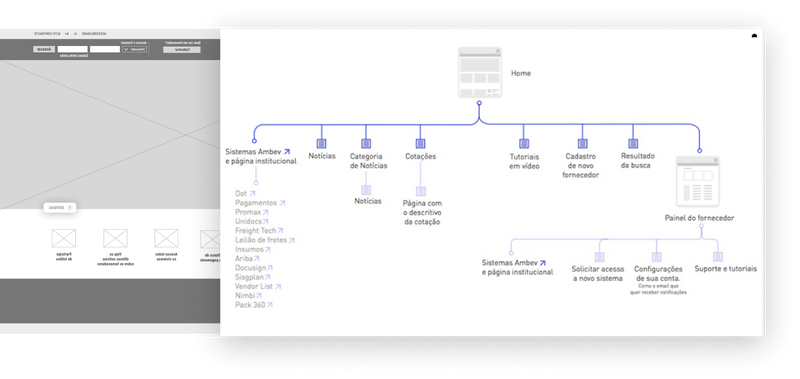 Home
Sistemas Ambev
e página institucional
Notícias
Categoria
de Notícias
Cotações
Tutoriais
em vídeo
Cadastro
de novo
fornecedor
Resultado
da busca
Notícias
Página com
o descritivo
da cotação
Dot
Pagamentos
Promax
Unidocs
Freight Tech
Leilão de fretes
Insumos
Ariba
Docusign
Sisgplan
Vendor List
Nimbi
Pack 360
Painel do fornecedor
Sistemas Ambev
e página institucional
Solicitar acesso
a novo sistema
Configurações
de sua conta.
Como o email que
quer receber notificações
Suporte e tutoriais